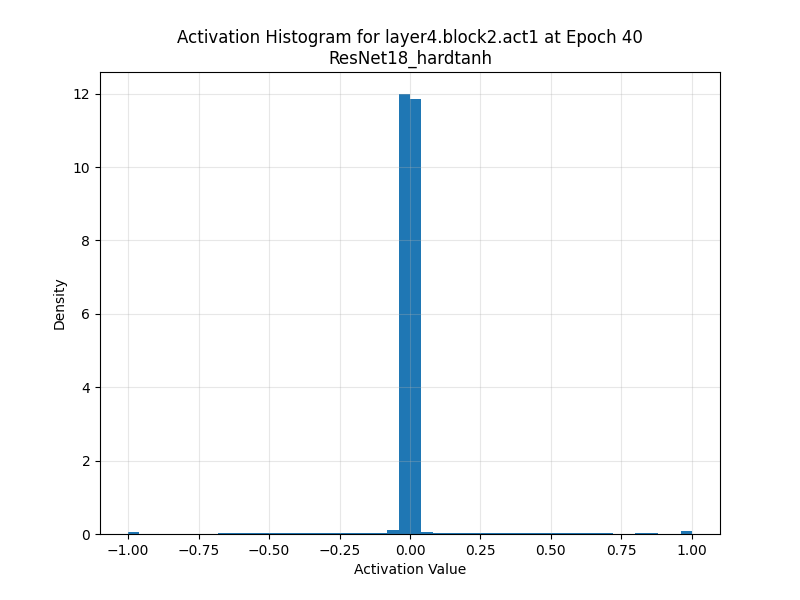 Activation Histogram for layer4.block2.act1 at Epoch 40
ResNet18_hardtanh
12
10
8
6
4
2
0
Density
−1.00 −0.75 −0.50 −0.25 0.00 0.25 0.50 0.75 1.00
Activation Value